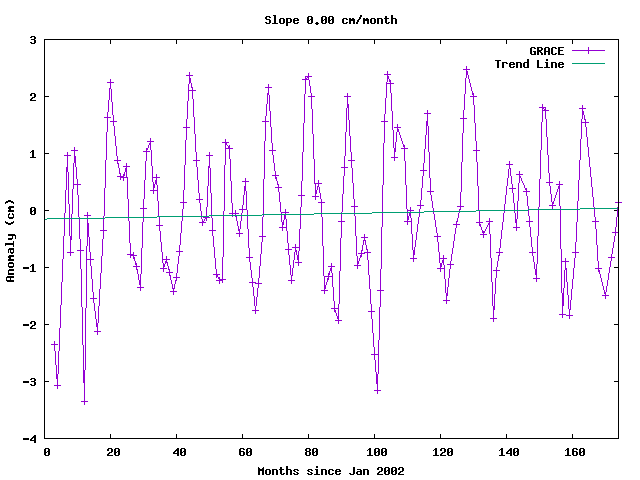 Slope 0.00 cm/month
GRACE
Trend Line
3
2
1
0
-1
-2
-3
-4
Anomaly (cm)
0 20 40 60 80 100 120 140 160
Months since Jan 2002